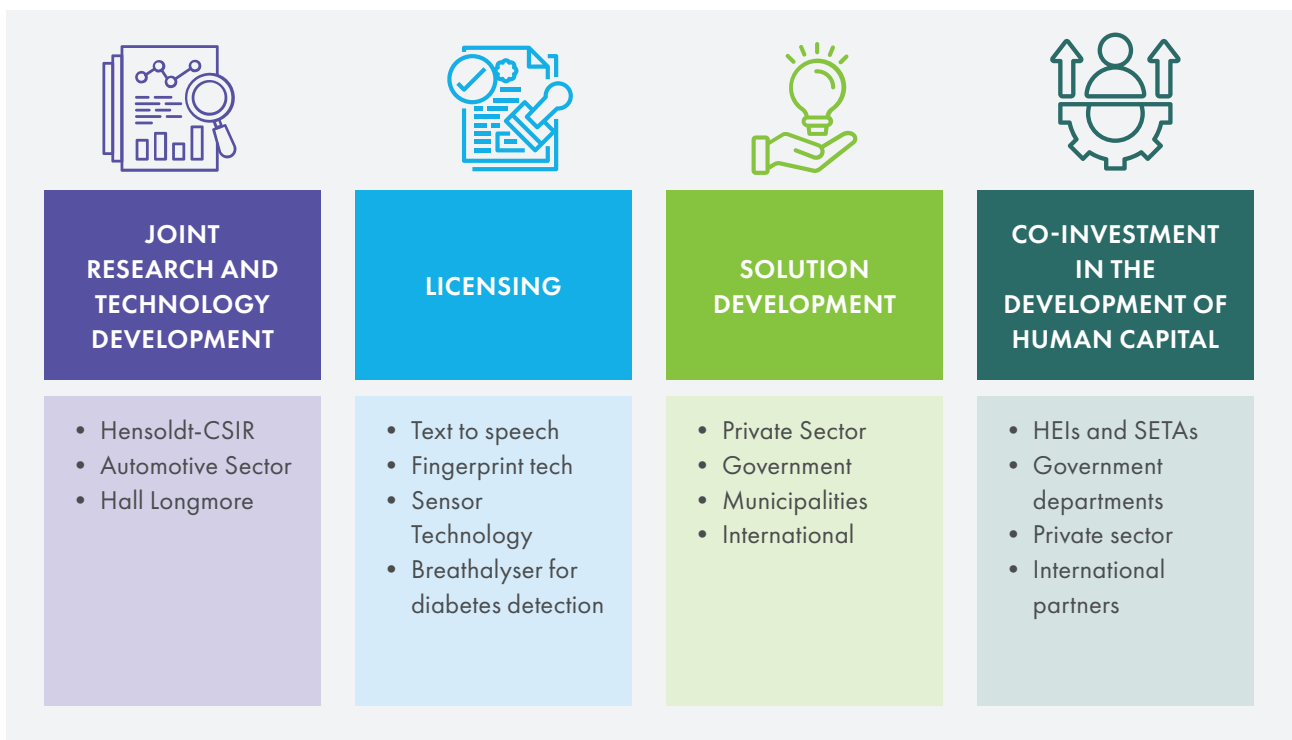 JOINT
RESEARCH AND
TECHNOLOGY
DEVELOPMENT
• Hensoldt-CSIR
• Automotive Sector
• Hall Longmore
LICENSING
• Text to speech
• Fingerprint tech
• Sensor
Technology
• Breathalyser for
diabetes detection
SOLUTION
DEVELOPMENT
• Private Sector
• Government
• Municipalities
• International
CO-INVESTMENT
IN THE
DEVELOPMENT OF
HUMAN CAPITAL
• HEIs and SETAs
• Government
departments
• Private sector
• International
partners